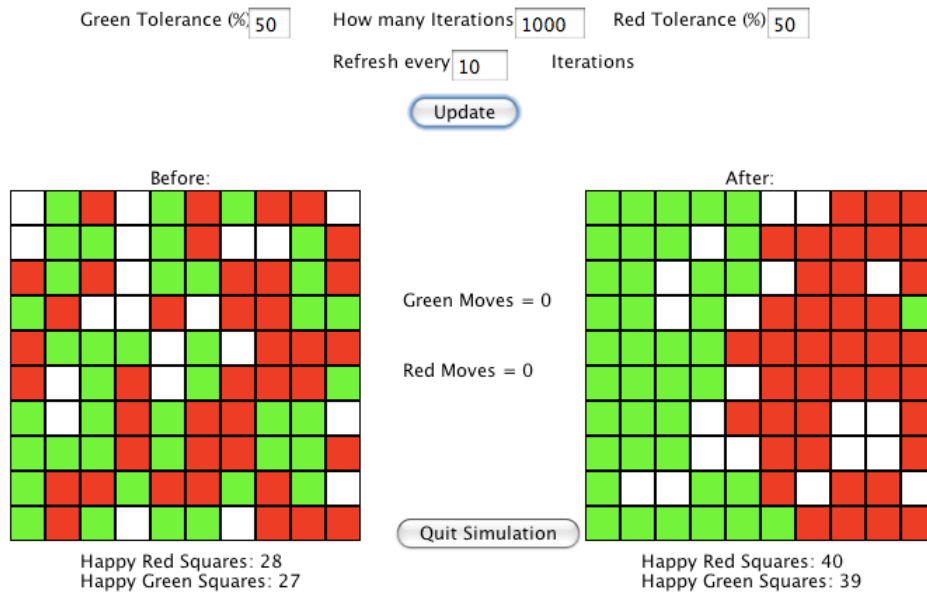 Green Tolerance (%) 50 How many Iterations 1000 Red Tolerance (%) 50
Refresh every 10 Iterations
Update
Before:
After:
Green Moves = 0
Red Moves = 0
Quit Simulation
Happy Red Squares: 28
Happy Green Squares: 27
Happy Red Squares: 40
Happy Green Squares: 39